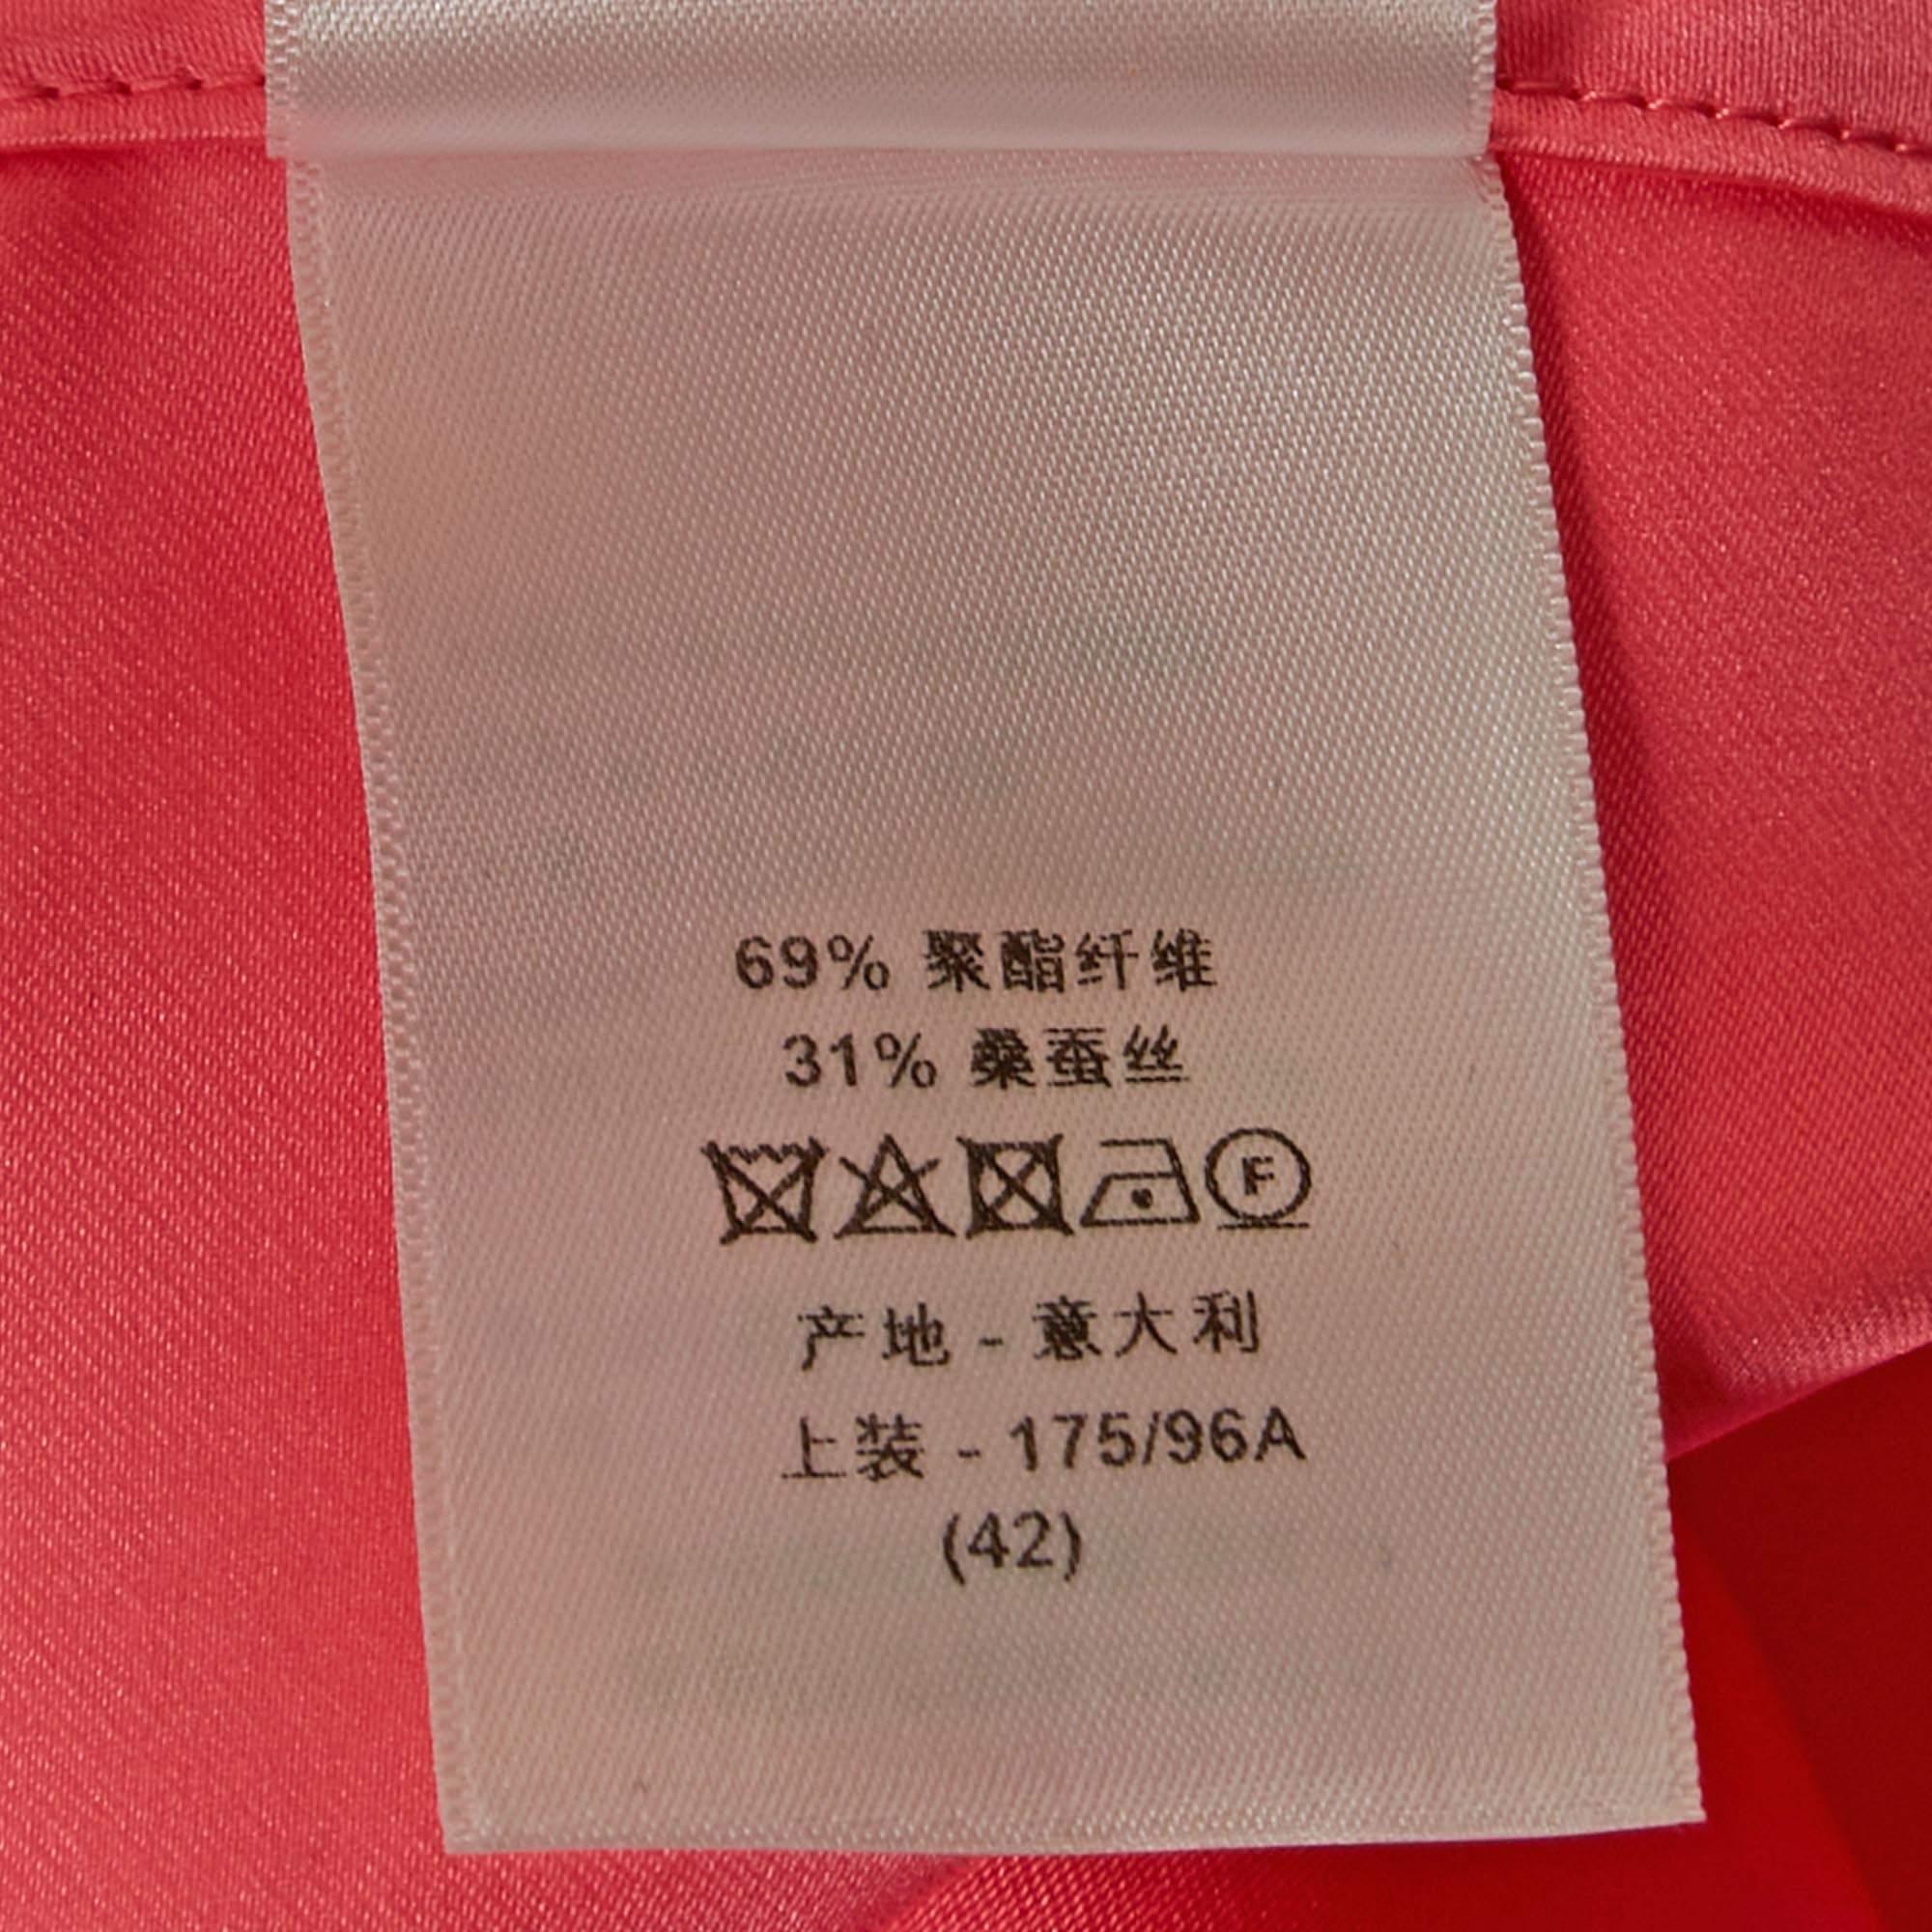 69% 聚酯纤维
31% 桑蚕丝
F
产地 - 意大利
上装 - 175/96A
(42)